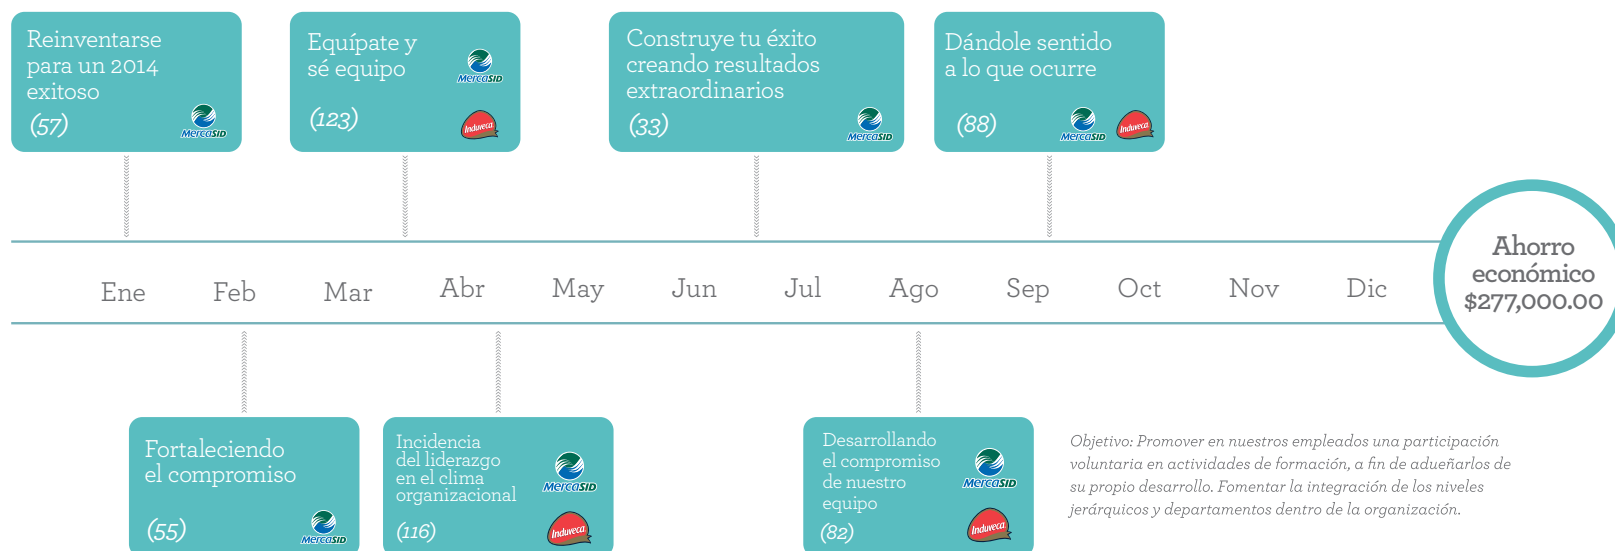 Reinventarse
para un 2014
exitoso
(57)
MercaSID
Equípate y
sé equipo
(123)
MercaSID
Induveca
Construye tu éxito
creando resultados
extraordinarios
(33)
MercaSID
Dándole sentido
a lo que ocurre
(88)
MercaSID
Induveca
Ene Feb Mar Abr May Jun Jul Ago Sep Oct Nov Dic
Ahorro
económico
$277,000.00
Fortaleciendo
el compromiso
(55)
MercaSID
Incidencia
del liderazgo
en el clima
organizacional
(116)
MercaSID
Induveca
Desarrollando
el compromiso
de nuestro
equipo
(82)
MercaSID
Induveca
Objetivo: Promover en nuestros empleados una participación
voluntaria en actividades de formación, a fin de adueñarlos de
su propio desarrollo. Fomentar la integración de los niveles
jerárquicos y departamentos dentro de la organización.